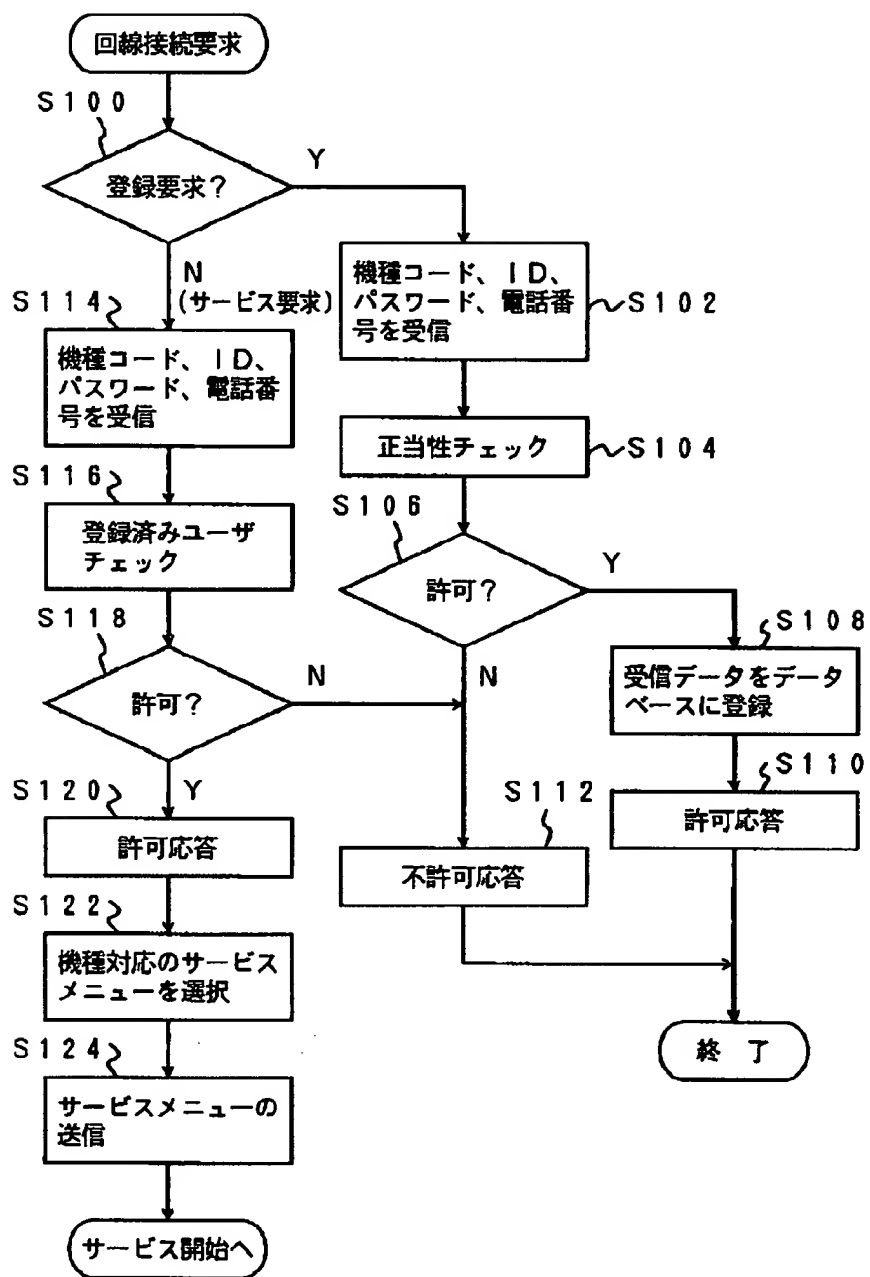 回線接続要求
S100
登録要求?
Y
N
(サービス要求)
機種コード、ID、
パスワード、電話番
号を受信
S102
S114
機種コード、ID、
パスワード、電話番
号を受信
正当性チェック
S104
S116
登録済みユーザ
チェック
S106
許可?
Y
N
S118
許可?
N
Y
S108
受信データをデータ
ベースに登録
S110
許可応答
S120
許可応答
S112
不許可応答
S122
機種対応のサービス
メニューを選択
終 了
S124
サービスメニューの
送信
サービス開始へ